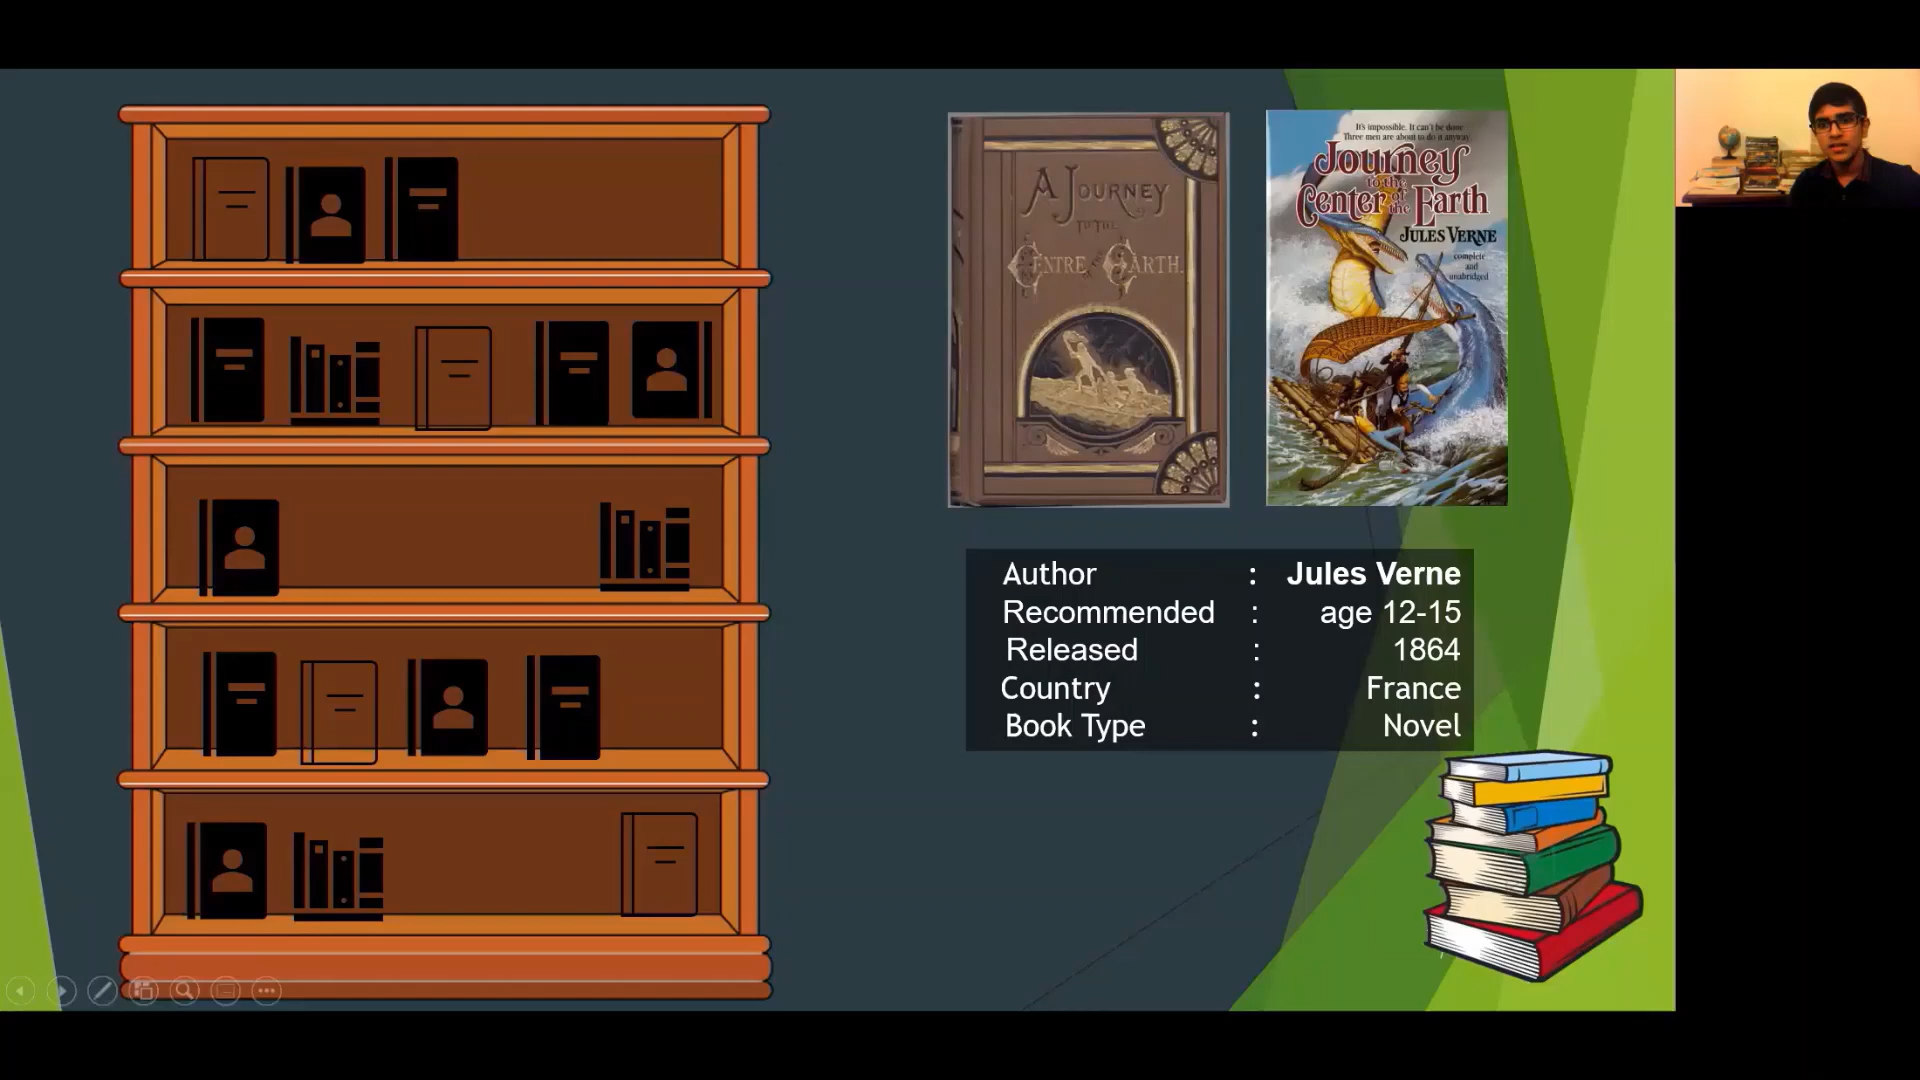 A JOURNEY
TO THE
CENTRE OF THE EARTH.
It's impossible. It can't be done.
Three men are about to do it anyway.
Journey
to the
Center of the Earth
JULES VERNE
complete
and
unabridged
Author : Jules Verne
Recommended : age 12-15
Released : 1864
Country : France
Book Type : Novel